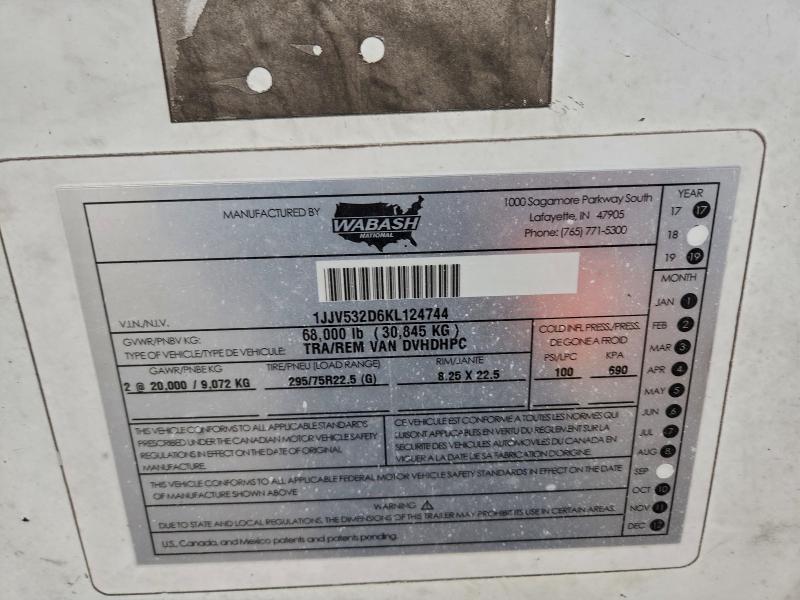 MANUFACTURED BY
WABASH
NATIONAL
1000 Sagamore Parkway South
Lafayette, IN 47905
Phone: (765) 771-5300
V.I.N./N.I.V.
1JJV532D6KL124744
GVWR/PNBV KG:
68,000 lb (30,845 KG)
TYPE OF VEHICLE/TYPE DE VEHICULE:
TRA/REM VAN DVHDHPC
GAWR/PNBE KG
TIRE/PNEU (LOAD RANGE)
RIM/JANTE
COLD INFL. PRESS./PRESS.
DE GONF. A FROID
PSI/LPC
KPA
2 @ 20,000 / 9,072 KG
295/75R22.5 (G)
8.25 X 22.5
100
690
THIS VEHICLE CONFORMS TO ALL APPLICABLE STANDARDS
PRESCRIBED UNDER THE CANADIAN MOTOR VEHICLE SAFETY
REGULATIONS IN EFFECT ON THE DATE OF ORIGINAL
MANUFACTURE.
CE VEHICULE EST CONFORME A TOUTES LES NORMES QUI
LUI SONT APPLICABLES EN VERTU DU REGLEMENT SUR LA
SECURITE DES VEHICULES AUTOMOBILES DU CANADA EN
VIGUER A LA DATE DE SA FABRICATION D'ORIGINE.
THIS VEHICLE CONFORMS TO ALL APPLICABLE FEDERAL MOTOR VEHICLE SAFETY STANDARDS IN EFFECT ON THE DATE
OF MANUFACTURE SHOWN ABOVE
WARNING
DUE TO STATE AND LOCAL REGULATIONS, THE DIMENSIONS OF THIS TRAILER MAY PROHIBIT ITS USE IN CERTAIN AREAS.
U.S., Canada, and Mexico patents and patents pending.
YEAR
17 17
18
19 19
MONTH
JAN 1
FEB 2
MAR 3
APR 4
MAY 5
JUN 6
JUL 7
AUG 8
SEP
OCT 10
NOV 11
DEC 12